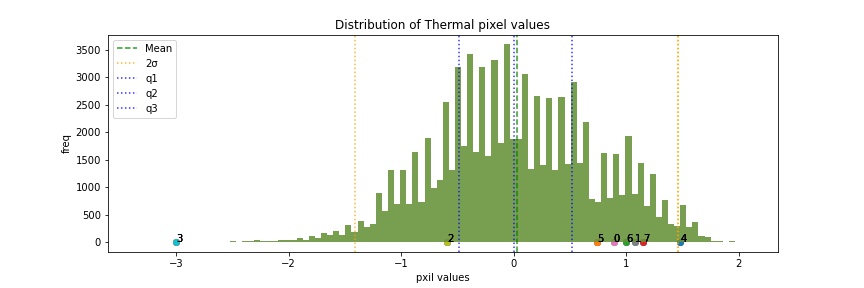 Distribution of Thermal pixel values
Mean
2σ
q1
q2
q3
3500
3000
2500
2000
1500
1000
500
0
freq
3
2
5
0
6
1
7
4
−3
−2
−1
0
1
2
pxil values